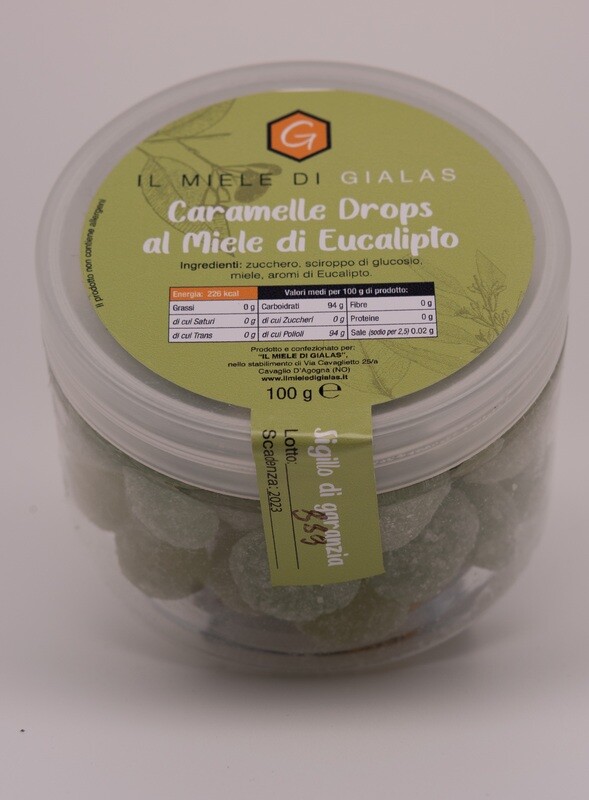 G
IL MIELE DI GIALAS
Caramelle Drops
al Miele di Eucalipto
Ingredienti: zucchero, sciroppo di glucosio,
miele, aromi di Eucalipto.
Il prodotto non contiene allergeni
Energia: 226 kcal Valori medi per 100 g di prodotto:
Grassi 0 g Carboidrati 94 g Fibre 0 g
di cui Saturi 0 g di cui Zuccheri 0 g Proteine 0 g
di cui Trans 0 g di cui Polioli 94 g Sale (sodio per 2,5) 0.02 g
Prodotto e confezionato per:
"IL MIELE DI GIALAS",
nello stabilimento di Via Cavaglietto 25/a
Cavaglio D'Agogna (NO)
www.ilmieledigialas.it
100 g ℮
Sigillo di garanzia
Lotto: 859
Scadenza: 2023